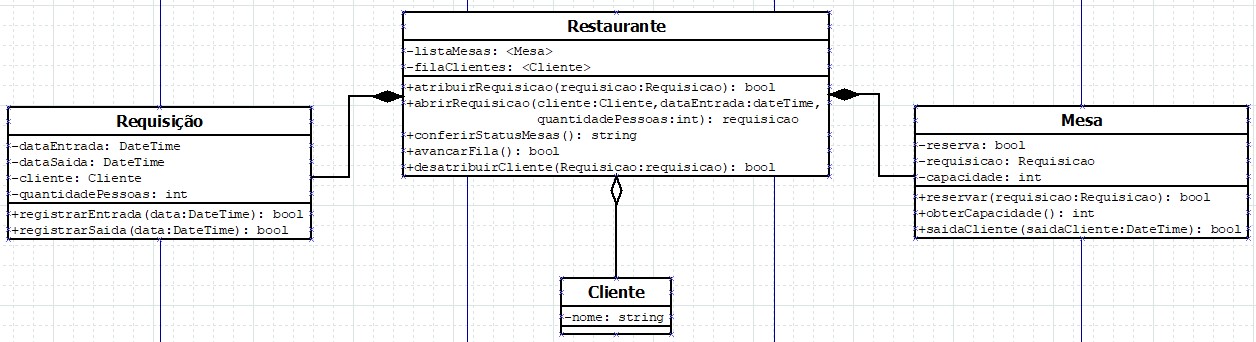 Restaurante
-listaMesas: <Mesa>
-filaClientes: <Cliente>
+atribuirRequisicao(requisicao:Requisicao): bool
+abrirRequisicao(cliente:Cliente,dataEntrada:dateTime,
quantidadePessoas:int): requisicao
+conferirStatusMesas(): string
+avancarFila(): bool
+desatribuirCliente(Requisicao:requisicao): bool
Requisição
-dataEntrada: DateTime
-dataSaida: DateTime
-cliente: Cliente
-quantidadePessoas: int
+registrarEntrada(data:DateTime): bool
+registrarSaida(data:DateTime): bool
Mesa
-reserva: bool
-requisicao: Requisicao
-capacidade: int
+reservar(requisicao:Requisicao): bool
+obterCapacidade(): int
+saidaCliente(saidaCliente:DateTime): bool
Cliente
-nome: string